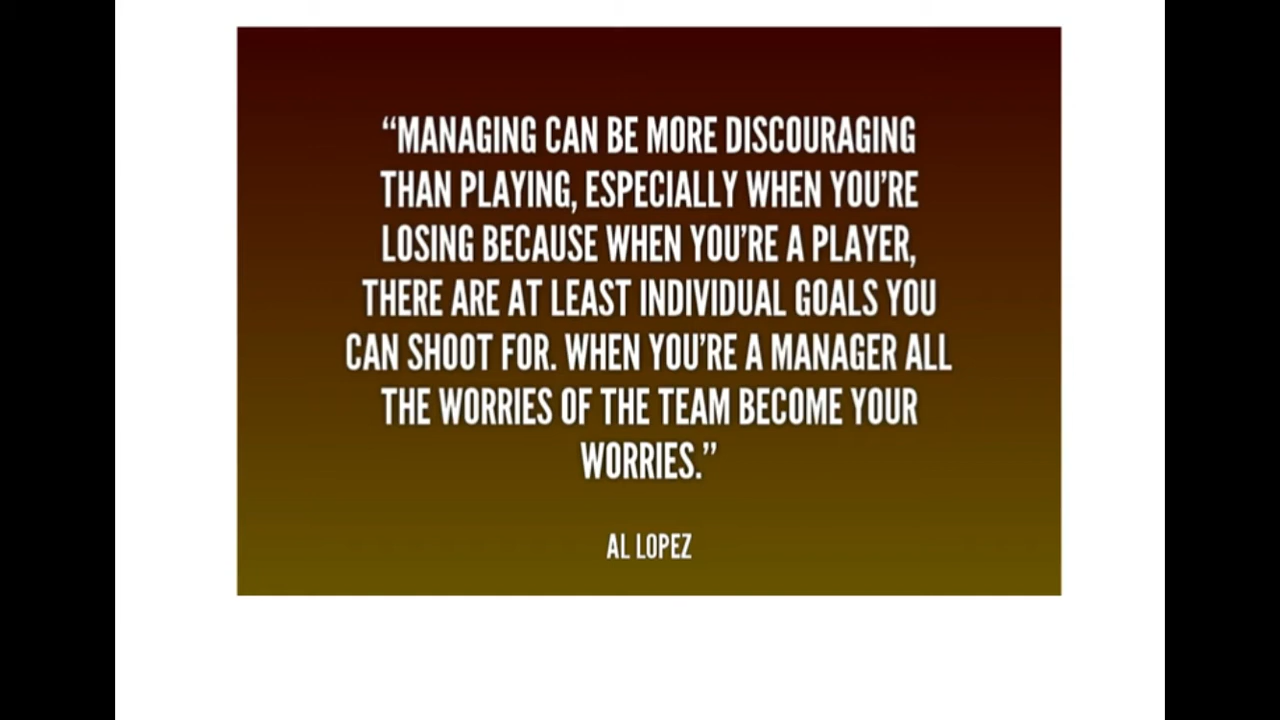 “MANAGING CAN BE MORE DISCOURAGING
THAN PLAYING, ESPECIALLY WHEN YOU’RE
LOSING BECAUSE WHEN YOU’RE A PLAYER,
THERE ARE AT LEAST INDIVIDUAL GOALS YOU
CAN SHOOT FOR. WHEN YOU’RE A MANAGER ALL
THE WORRIES OF THE TEAM BECOME YOUR
WORRIES.”
AL LOPEZ